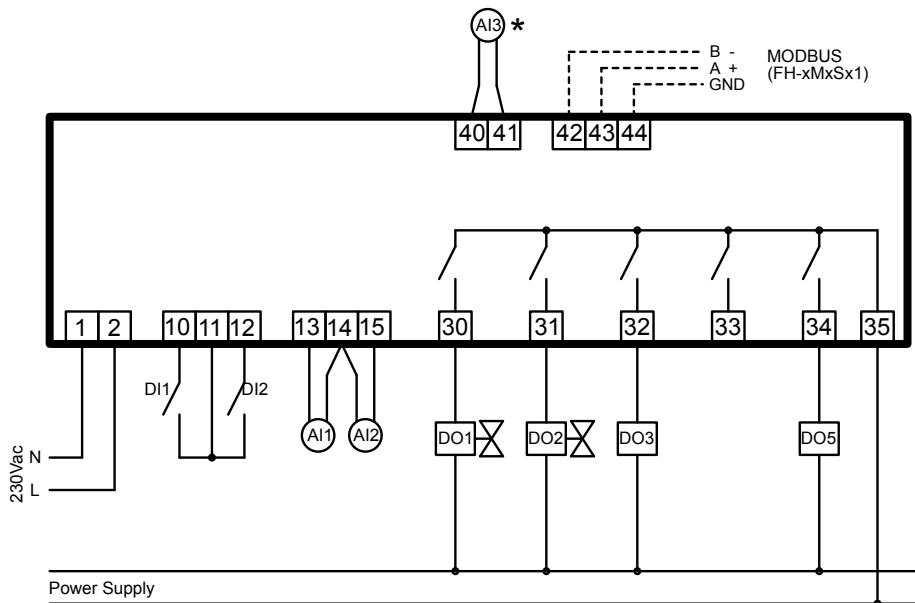 AI3 *
B -
A +
GND
MODBUS
(FH-xMxSx1)
40 41 42 43 44
1 2 10 11 12 13 14 15 30 31 32 33 34 35
DI1 DI2
AI1 AI2
DO1 DO2 DO3 DO5
230Vac
N
L
Power Supply